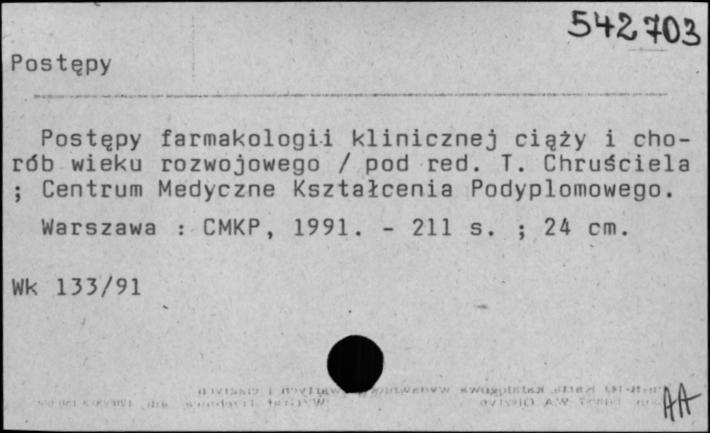 542703
Postępy
Postępy farmakologii klinicznej ciąży i cho-
rób wieku rozwojowego / pod red. T. Chruściela
; Centrum Medyczne Kształcenia Podyplomowego.
Warszawa : CMKP, 1991. - 211 s. ; 24 cm.
Wk 133/91
AA